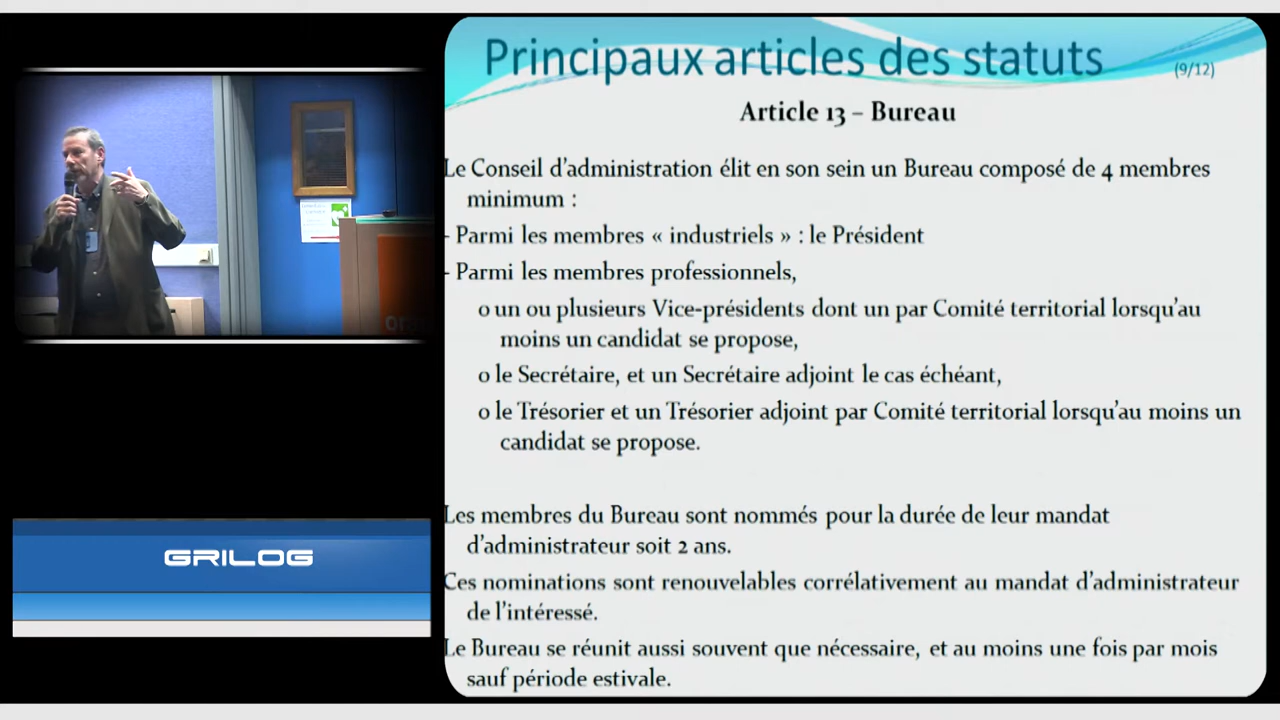 Principaux articles des statuts
(9/12)
Article 13 – Bureau
Le Conseil d’administration élit en son sein un Bureau composé de 4 membres
minimum :
- Parmi les membres « industriels » : le Président
- Parmi les membres professionnels,
o un ou plusieurs Vice-présidents dont un par Comité territorial lorsqu’au
moins un candidat se propose,
o le Secrétaire, et un Secrétaire adjoint le cas échéant,
o le Trésorier et un Trésorier adjoint par Comité territorial lorsqu’au moins un
candidat se propose.
Les membres du Bureau sont nommés pour la durée de leur mandat
d’administrateur soit 2 ans.
Ces nominations sont renouvelables corrélativement au mandat d’administrateur
de l’intéressé.
Le Bureau se réunit aussi souvent que nécessaire, et au moins une fois par mois
sauf période estivale.
GRILOG